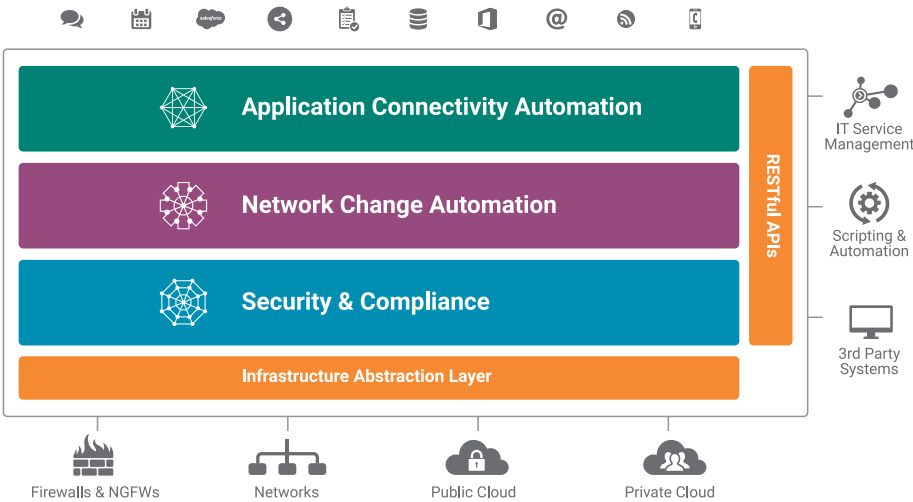 salesforce
Application Connectivity Automation
Network Change Automation
Security & Compliance
Infrastructure Abstraction Layer
RESTful APIs
IT Service
Management
Scripting &
Automation
3rd Party
Systems
Firewalls & NGFWs
Networks
Public Cloud
Private Cloud